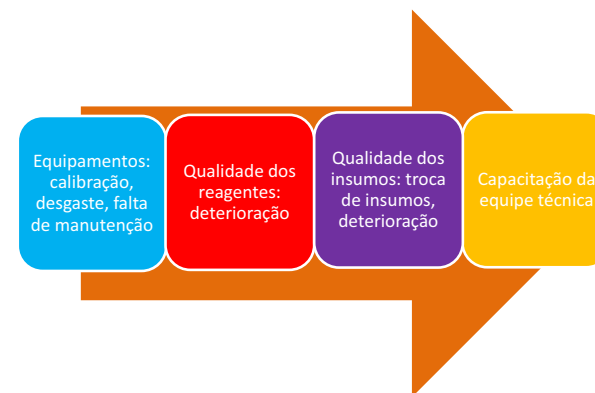 Equipamentos:
calibração,
desgaste, falta
de manutenção
Qualidade dos
reagentes:
deterioração
Qualidade dos
insumos: troca
de insumos,
deterioração
Capacitação da
equipe técnica